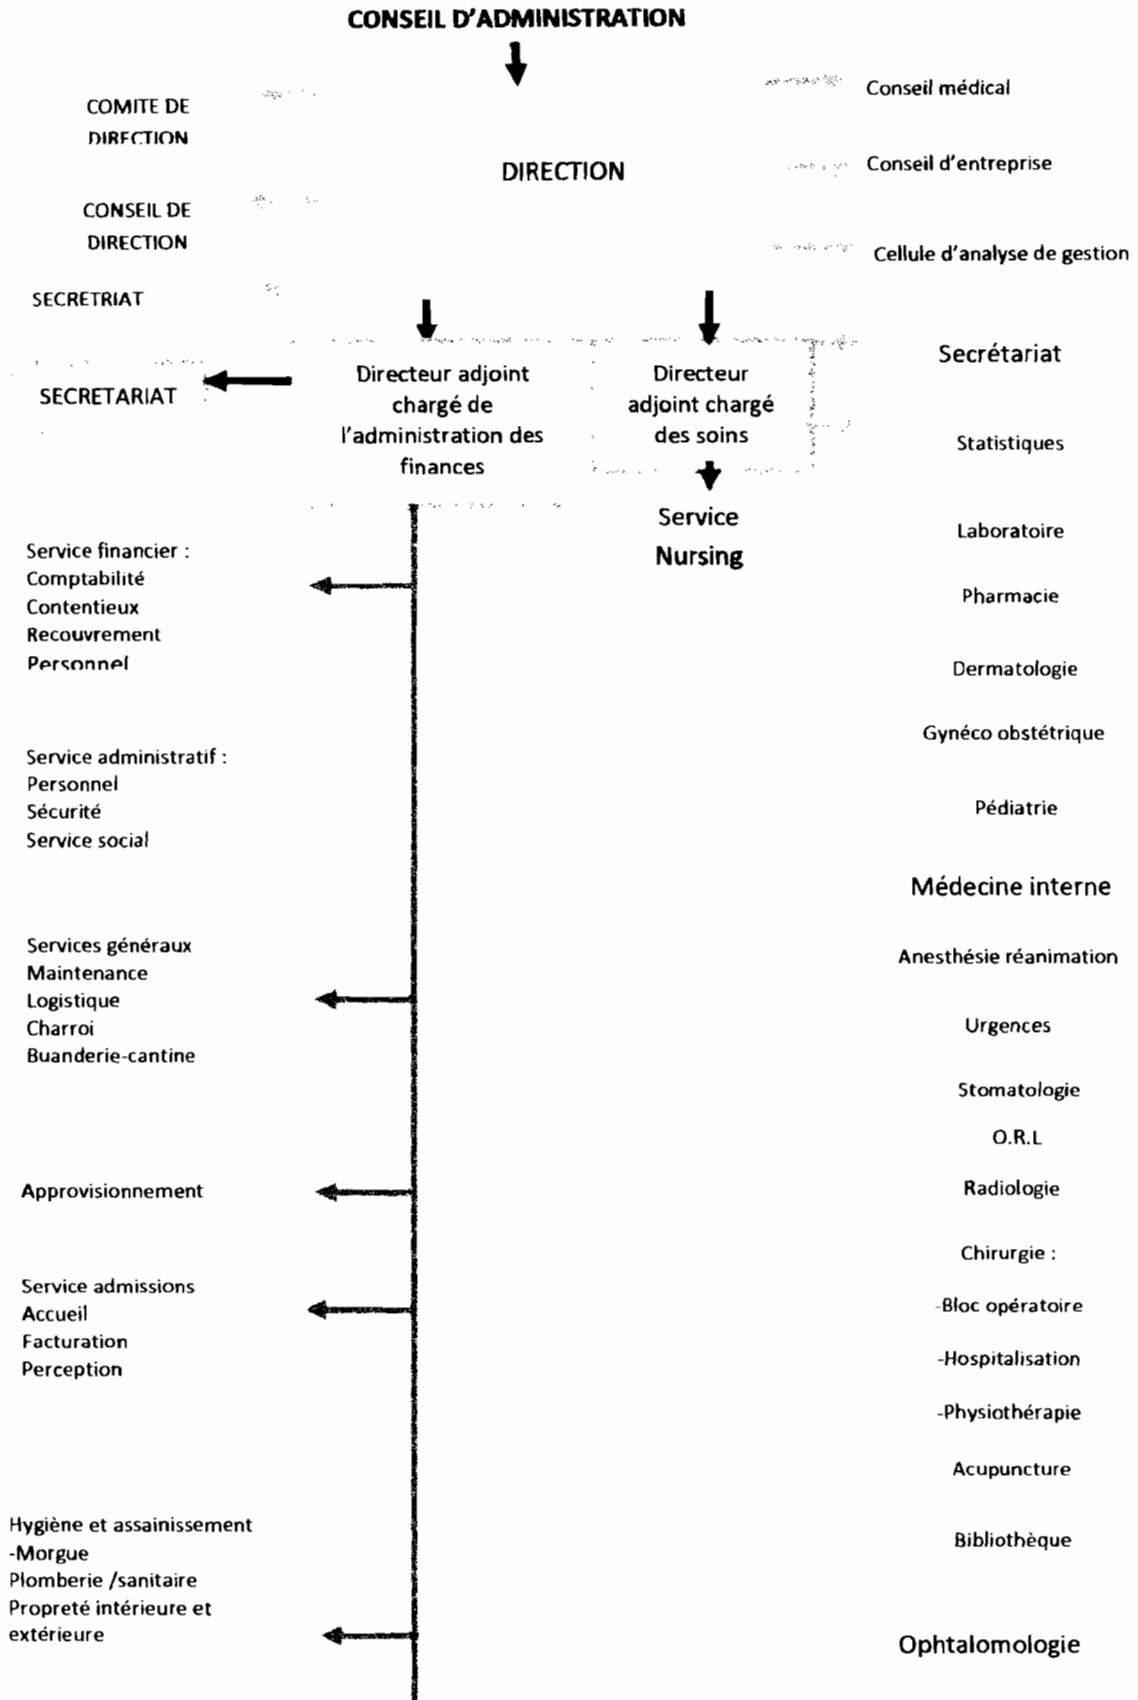 CONSEIL D'ADMINISTRATION
COMITE DE
DIRECTION
CONSEIL DE
DIRECTION
SECRETRIAT
DIRECTION
Conseil médical
Conseil d'entreprise
Cellule d'analyse de gestion
SECRETARIAT
Directeur adjoint
chargé de
l'administration des
finances
Directeur
adjoint chargé
des soins
Service
Nursing
Service financier :
Comptabilité
Contentieux
Recouvrement
Personnel
Service administratif :
Personnel
Sécurité
Service social
Services généraux
Maintenance
Logistique
Charroi
Buanderie-cantine
Approvisionnement
Service admissions
Accueil
Facturation
Perception
Hygiène et assainissement
-Morgue
Plomberie /sanitaire
Propreté intérieure et
extérieure
Secrétariat
Statistiques
Laboratoire
Pharmacie
Dermatologie
Gynéco obstétrique
Pédiatrie
Médecine interne
Anesthésie réanimation
Urgences
Stomatologie
O.R.L
Radiologie
Chirurgie :
-Bloc opératoire
-Hospitalisation
-Physiothérapie
Acupuncture
Bibliothèque
Ophtalomologie